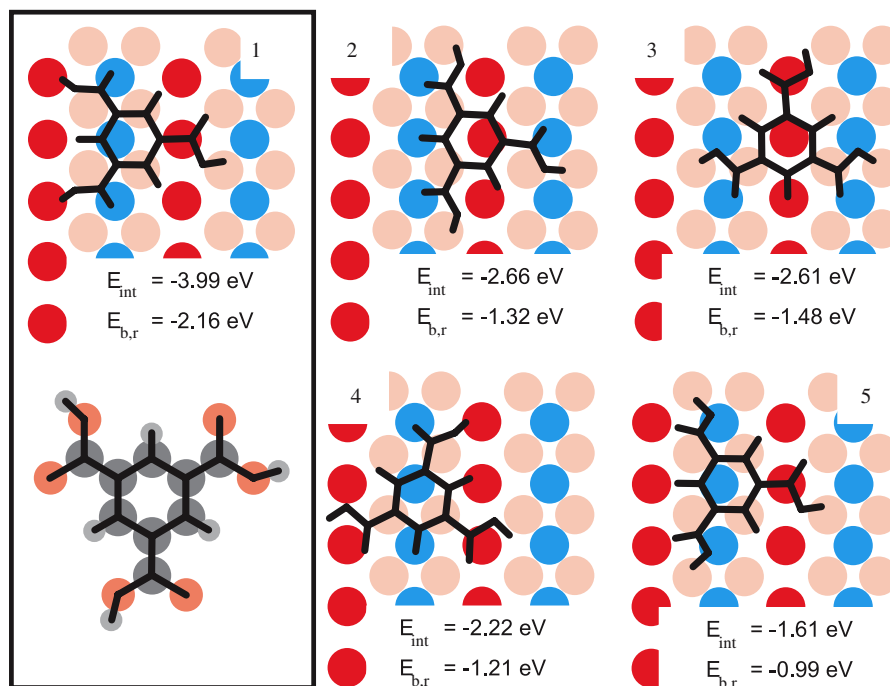 1
E_int = -3.99 eV
E_b,r = -2.16 eV
2
E_int = -2.66 eV
E_b,r = -1.32 eV
3
E_int = -2.61 eV
E_b,r = -1.48 eV
4
E_int = -2.22 eV
E_b,r = -1.21 eV
5
E_int = -1.61 eV
E_b,r = -0.99 eV